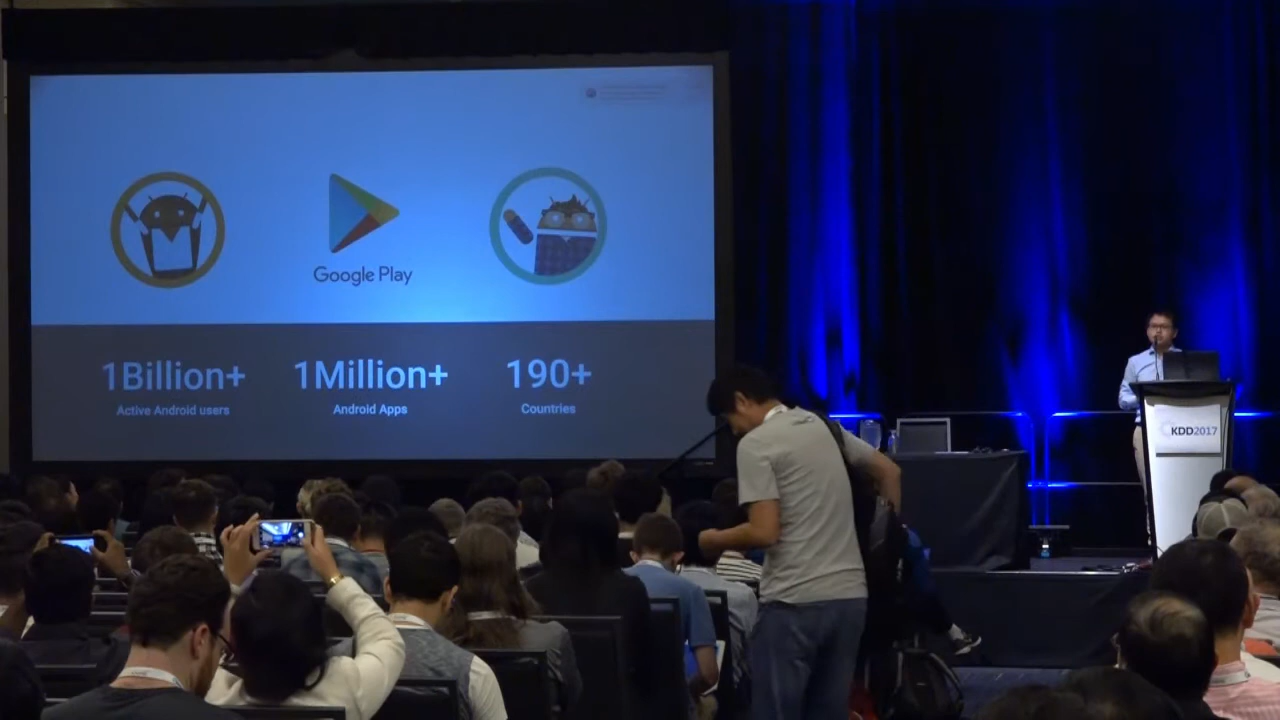 Google Play
1Billion+
1Million+
190+
Active Android users
Android Apps
Countries
KDD2017